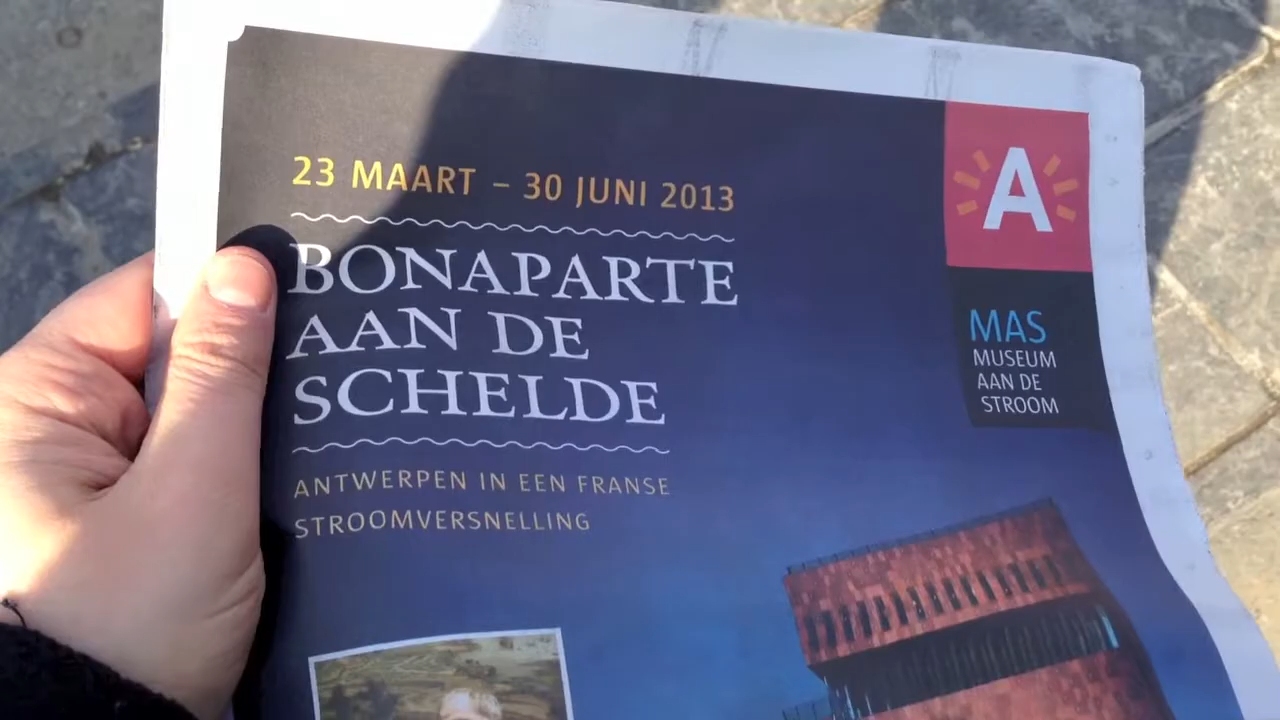 23 MAART – 30 JUNI 2013
BONAPARTE
AAN DE
SCHELDE
ANTWERPEN IN EEN FRANSE
STROOMVERSNELLING
A
MAS
MUSEUM
AAN DE
STROOM